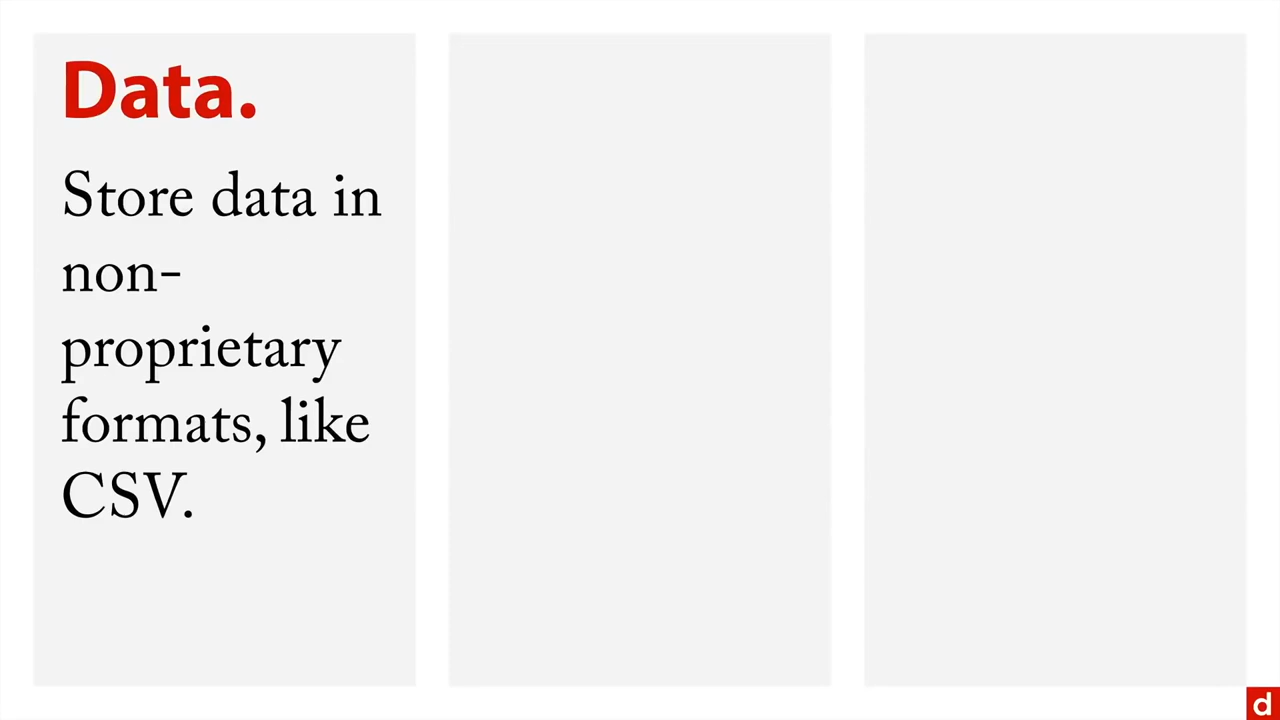 Data.
Store data in
non-
proprietary
formats, like
CSV.
d